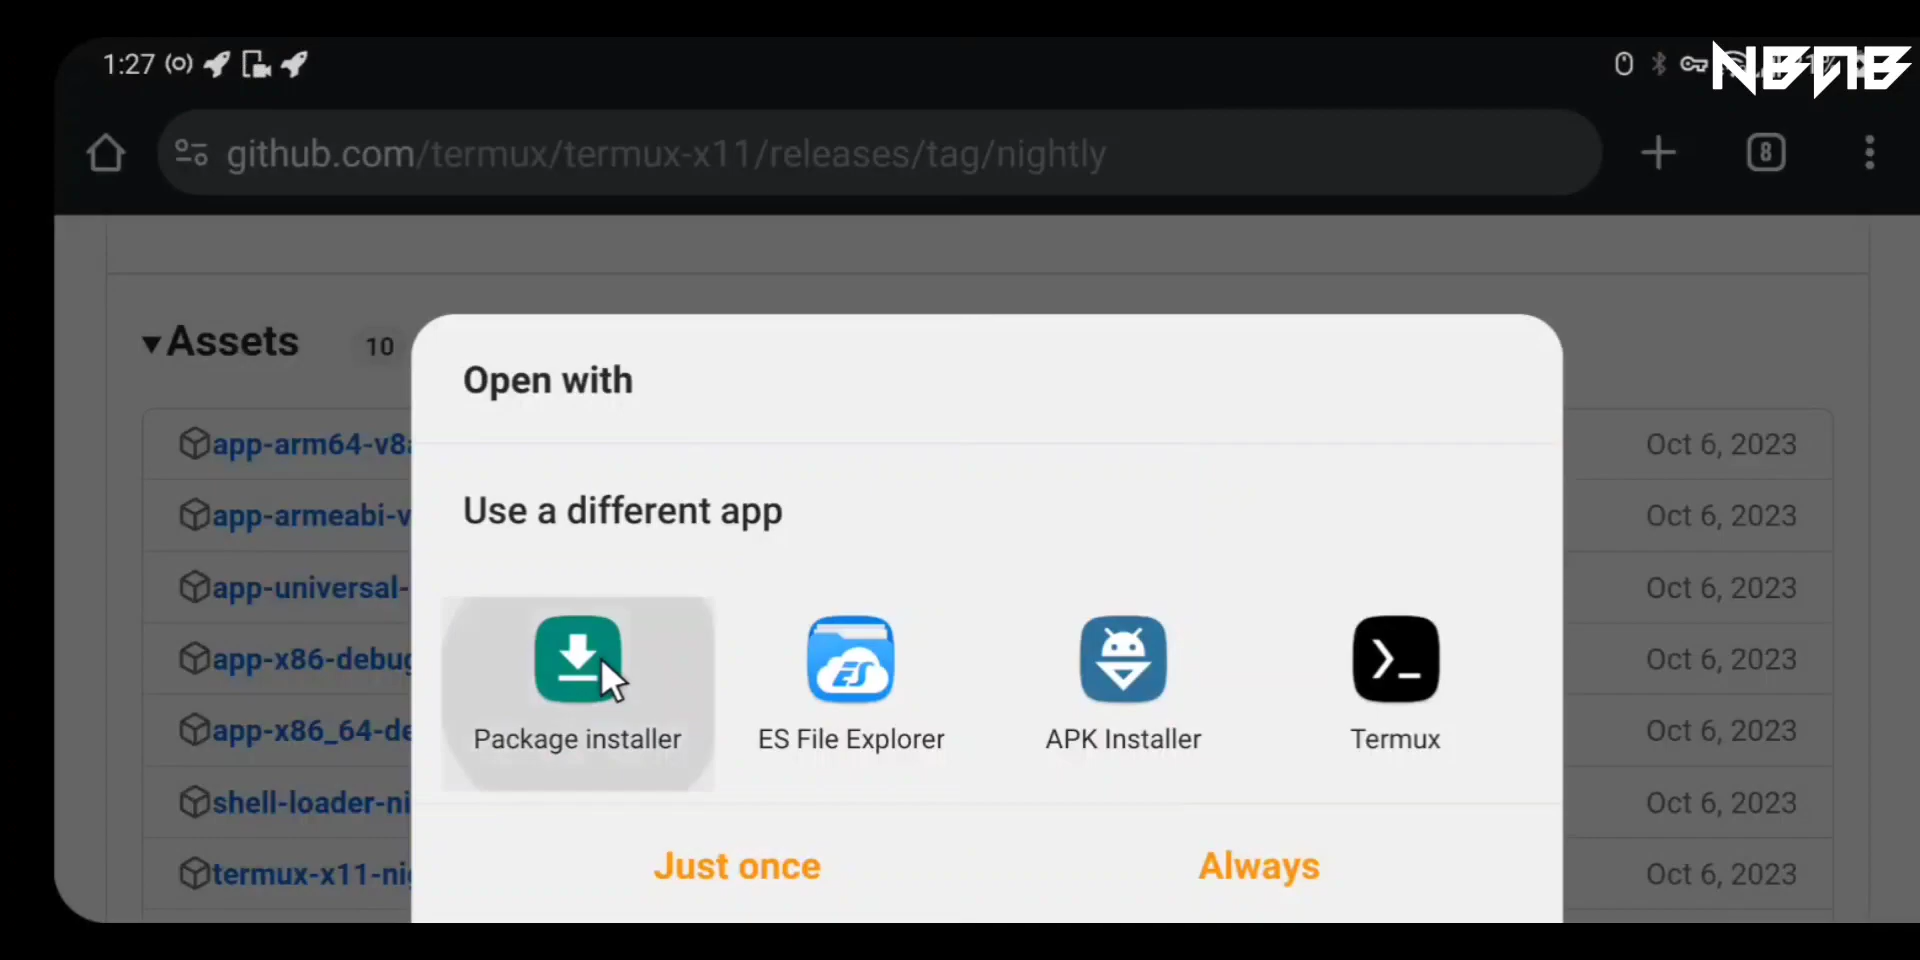 1:27
NBNB
github.com/termux/termux-x11/releases/tag/nightly
8
Assets 10
Open with
app-arm64-v8 Oct 6, 2023
Use a different app
app-armeabi-v Oct 6, 2023
app-universal- Oct 6, 2023
app-x86-debug Oct 6, 2023
app-x86_64-de Oct 6, 2023
Package installer ES File Explorer APK Installer Termux
shell-loader-ni Oct 6, 2023
Just once Always
termux-x11-nig Oct 6, 2023